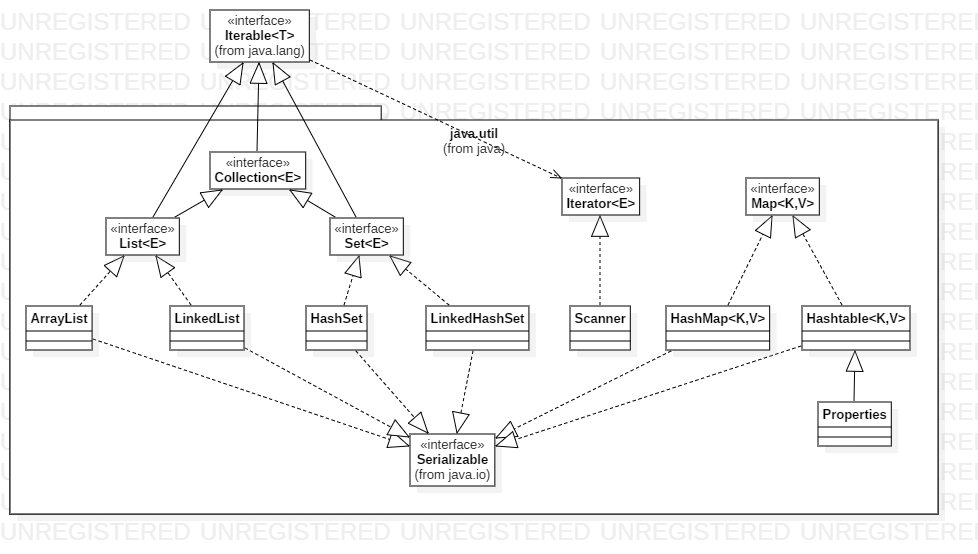 «interface»
Iterable<T>
(from java.lang)
java.util
(from java)
«interface»
Collection<E>
«interface»
Iterator<E>
«interface»
Map<K,V>
«interface»
List<E>
«interface»
Set<E>
ArrayList
LinkedList
HashSet
LinkedHashSet
Scanner
HashMap<K,V>
Hashtable<K,V>
Properties
«interface»
Serializable
(from java.io)
UNREGISTERED UNREGISTERED UNREGISTERED UNREGISTERED UNREGISTERED